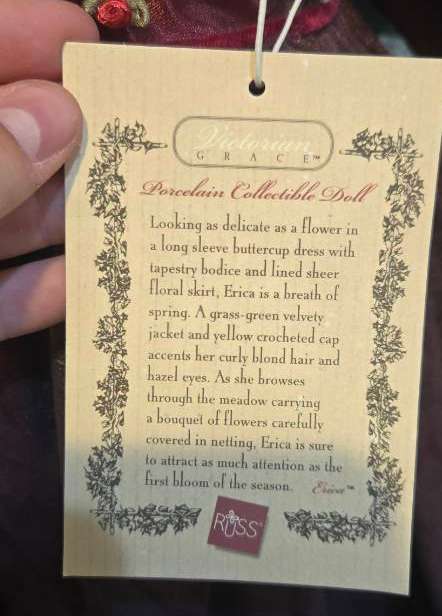 Victorian
GRACE™
Porcelain Collectible Doll
Looking as delicate as a flower in
a long sleeve buttercup dress with
tapestry bodice and lined sheer
floral skirt, Erica is a breath of
spring. A grass-green velvety
jacket and yellow crocheted cap
accents her curly blond hair and
hazel eyes. As she browses
through the meadow carrying
a bouquet of flowers carefully
covered in netting, Erica is sure
to attract as much attention as the
first bloom of the season. Erica™
RUSS®